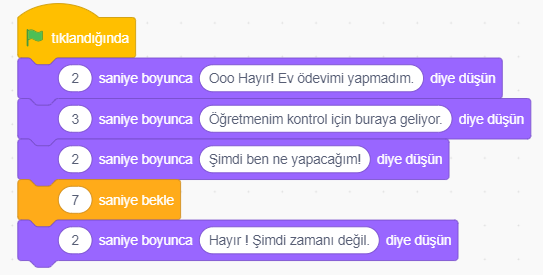 tıklandığında
2 saniye boyunca Ooo Hayır! Ev ödevimi yapmadım. diye düşün
3 saniye boyunca Öğretmenim kontrol için buraya geliyor. diye düşün
2 saniye boyunca Şimdi ben ne yapacağım! diye düşün
7 saniye bekle
2 saniye boyunca Hayır ! Şimdi zamanı değil. diye düşün